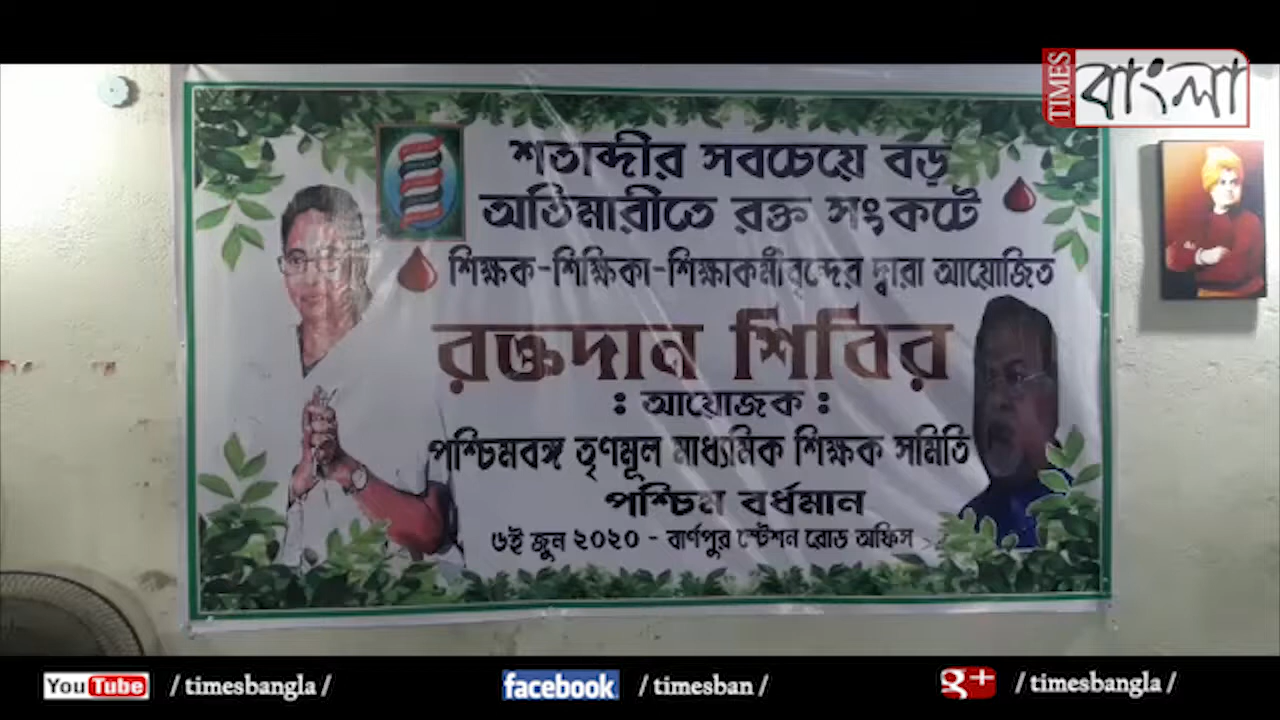 TIMES বাংলা
শতাব্দীর সবচেয়ে বড়
অতিমারীতে রক্ত সংকটে
শিক্ষক-শিক্ষিকা-শিক্ষাকর্মীবৃন্দের দ্বারা আয়োজিত
রক্তদান শিবির
: আয়োজক :
পশ্চিমবঙ্গ তৃণমূল মাধ্যমিক শিক্ষক সমিতি
পশ্চিম বর্ধমান
৬ই জুন ২০২০ - বার্ণপুর স্টেশন রোড অফিস
YouTube / timesbangla / facebook / timesban / g+ / timesbangla /